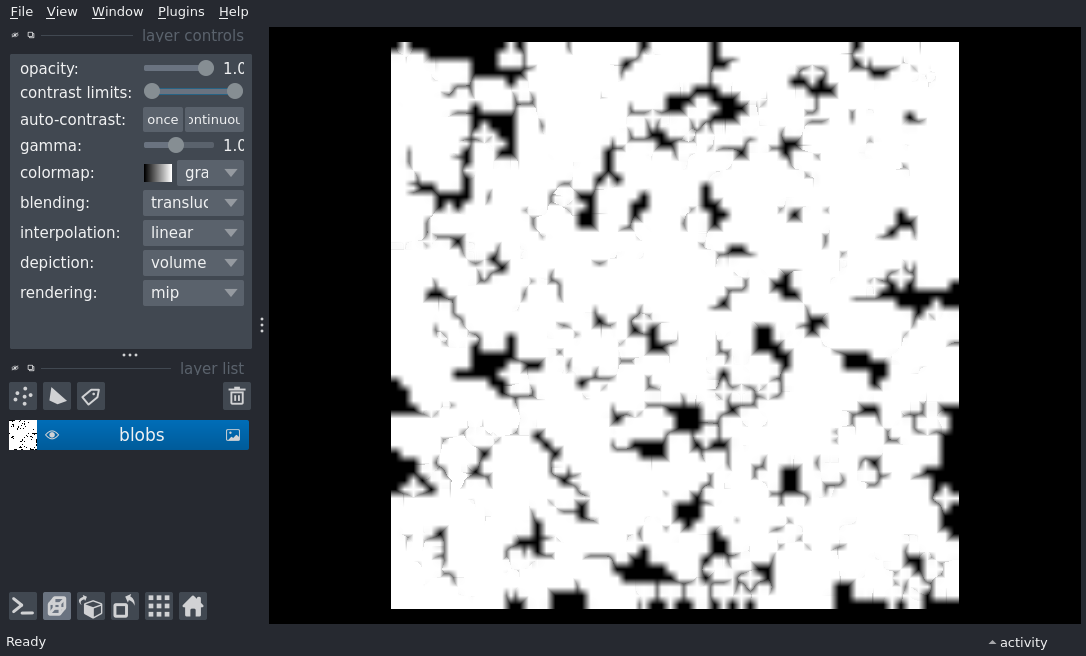 File View Window Plugins Help
layer controls
opacity: 1.0
contrast limits:
auto-contrast: once ontinuou
gamma: 1.0
colormap: gra
blending: transluc
interpolation: linear
depiction: volume
rendering: mip
layer list
blobs
Ready
activity